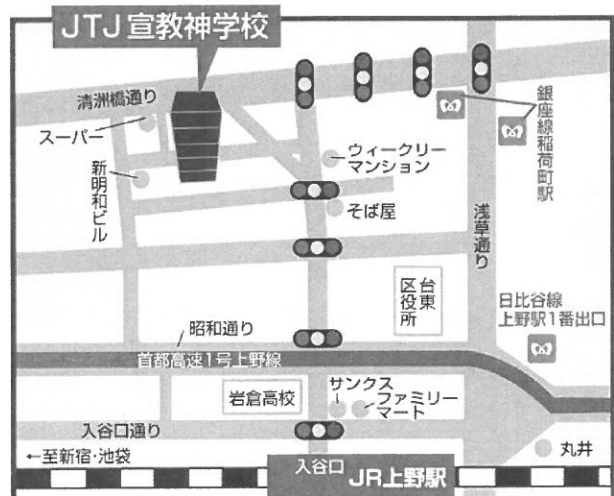 JTJ宣教神学校
清洲橋通り
スーパー
新明和ビル
ウィークリー
マンション
そば屋
銀座線稲荷町駅
浅草通り
台東
区役所
日比谷線
上野駅1番出口
昭和通り
首都高速1号上野線
岩倉高校
サンクス
ファミリー
マート
入谷口通り
←至新宿・池袋
入谷口
JR上野駅
丸井